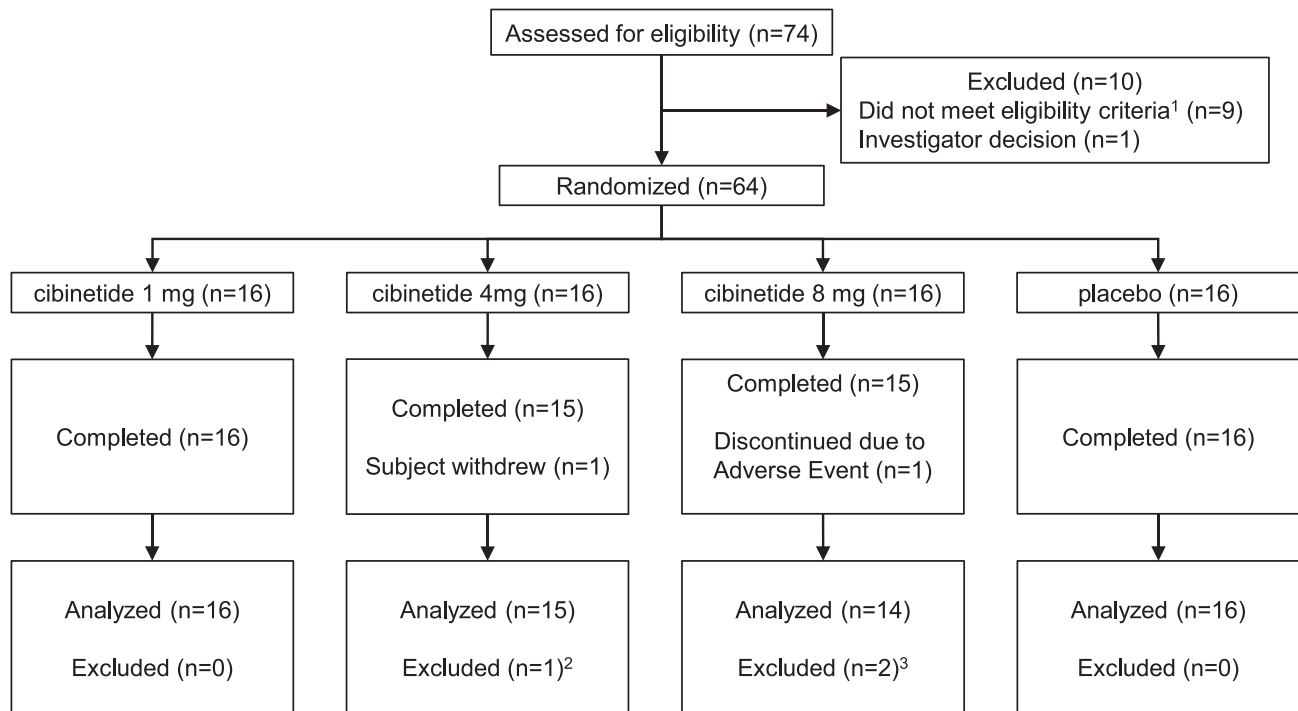 Assessed for eligibility (n=74)
Excluded (n=10)
Did not meet eligibility criteria¹ (n=9)
Investigator decision (n=1)
Randomized (n=64)
cibinetide 1 mg (n=16)
cibinetide 4mg (n=16)
cibinetide 8 mg (n=16)
placebo (n=16)
Completed (n=16)
Completed (n=15)
Subject withdrew (n=1)
Completed (n=15)
Discontinued due to
Adverse Event (n=1)
Completed (n=16)
Analyzed (n=16)
Excluded (n=0)
Analyzed (n=15)
Excluded (n=1)²
Analyzed (n=14)
Excluded (n=2)³
Analyzed (n=16)
Excluded (n=0)